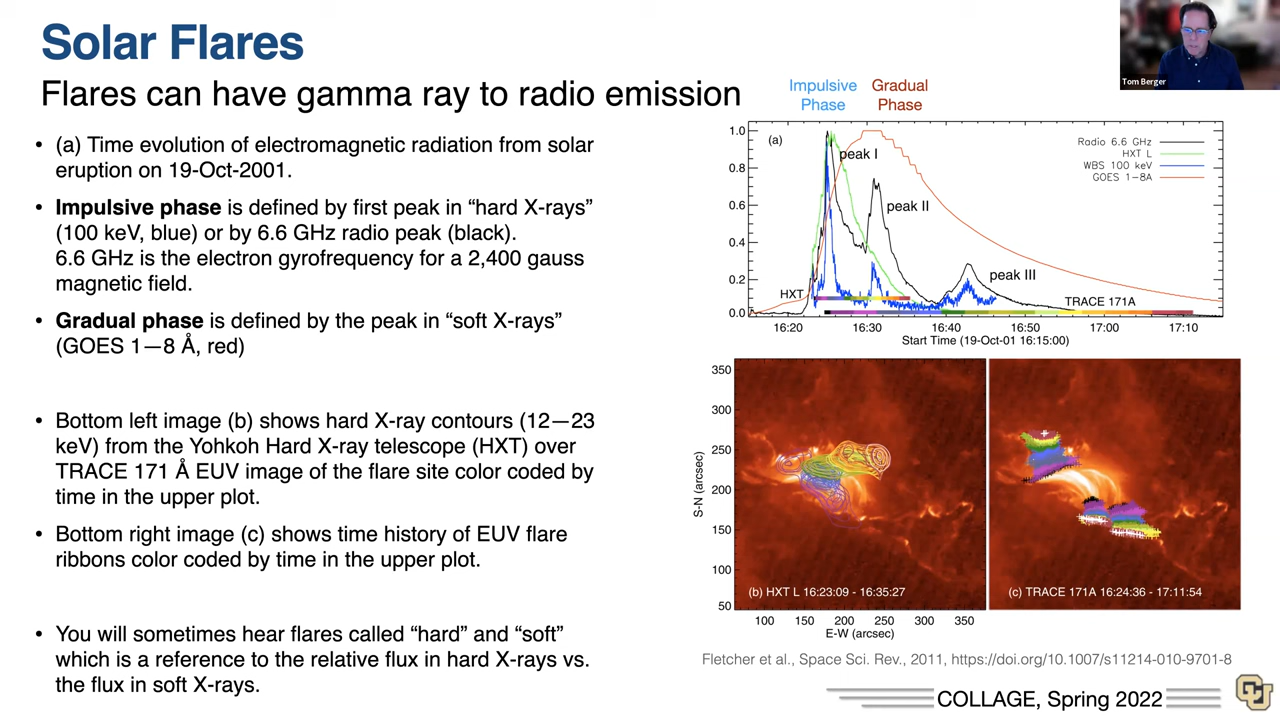 Solar Flares
Flares can have gamma ray to radio emission
• (a) Time evolution of electromagnetic radiation from solar
eruption on 19-Oct-2001.
• Impulsive phase is defined by first peak in “hard X-rays”
(100 keV, blue) or by 6.6 GHz radio peak (black).
6.6 GHz is the electron gyrofrequency for a 2,400 gauss
magnetic field.
• Gradual phase is defined by the peak in “soft X-rays”
(GOES 1—8 Å, red)
• Bottom left image (b) shows hard X-ray contours (12—23
keV) from the Yohkoh Hard X-ray telescope (HXT) over
TRACE 171 Å EUV image of the flare site color coded by
time in the upper plot.
• Bottom right image (c) shows time history of EUV flare
ribbons color coded by time in the upper plot.
• You will sometimes hear flares called “hard” and “soft”
which is a reference to the relative flux in hard X-rays vs.
the flux in soft X-rays.
Tom Berger
Impulsive
Phase
Gradual
Phase
(a)
Radio 6.6 GHz
HXT L
WBS 100 keV
GOES 1-8A
peak I
peak II
peak III
HXT
TRACE 171A
1.0
0.8
0.6
0.4
0.2
0.0
16:20 16:30 16:40 16:50 17:00 17:10
Start Time (19-Oct-01 16:15:00)
S-N (arcsec)
350
300
250
200
150
100
50
(b) HXT L 16:23:09 - 16:35:27
(c) TRACE 171A 16:24:36 - 17:11:54
100 150 200 250 300 350
E-W (arcsec)
Fletcher et al., Space Sci. Rev., 2011, https://doi.org/10.1007/s11214-010-9701-8
COLLAGE, Spring 2022
CU